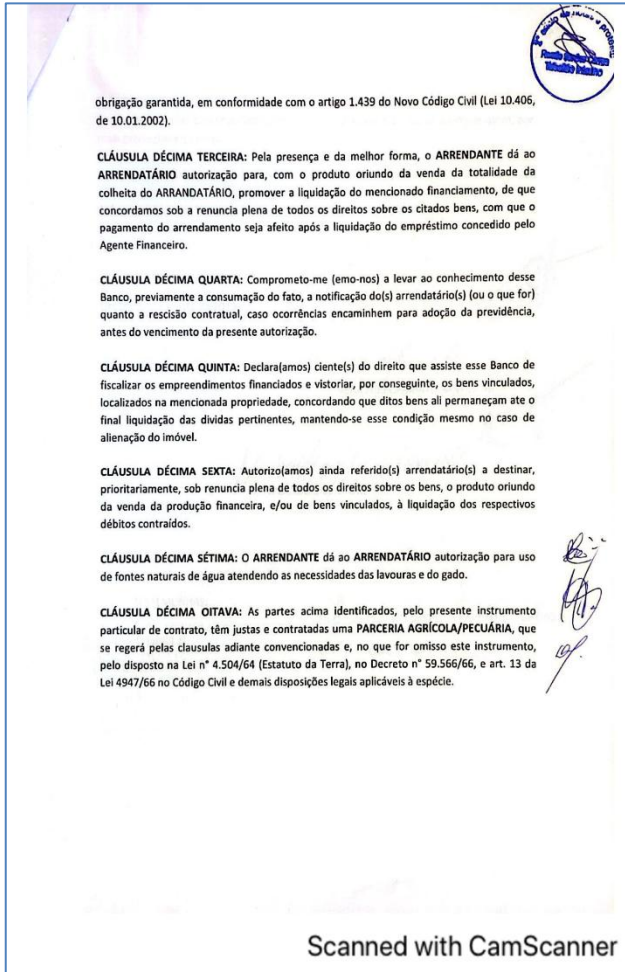 2º Ofício de Notas e Protesto
Tabelião Interino
obrigação garantida, em conformidade com o artigo 1.439 do Novo Código Civil (Lei 10.406,
de 10.01.2002).
CLÁUSULA DÉCIMA TERCEIRA: Pela presença e da melhor forma, o ARRENDANTE dá ao
ARRENDATÁRIO autorização para, com o produto oriundo da venda da totalidade da
colheita do ARRANDATÁRIO, promover a liquidação do mencionado financiamento, de que
concordamos sob a renuncia plena de todos os direitos sobre os citados bens, com que o
pagamento do arrendamento seja afeito após a liquidação do empréstimo concedido pelo
Agente Financeiro.
CLÁUSULA DÉCIMA QUARTA: Comprometo-me (emo-nos) a levar ao conhecimento desse
Banco, previamente a consumação do fato, a notificação do(s) arrendatário(s) (ou o que for)
quanto a rescisão contratual, caso ocorrências encaminhem para adoção da previdência,
antes do vencimento da presente autorização.
CLÁUSULA DÉCIMA QUINTA: Declara(amos) ciente(s) do direito que assiste esse Banco de
fiscalizar os empreendimentos financiados e vistoriar, por conseguinte, os bens vinculados,
localizados na mencionada propriedade, concordando que ditos bens ali permaneçam ate o
final liquidação das dividas pertinentes, mantendo-se esse condição mesmo no caso de
alienação do imóvel.
CLÁUSULA DÉCIMA SEXTA: Autorizo(amos) ainda referido(s) arrendatário(s) a destinar,
prioritariamente, sob renuncia plena de todos os direitos sobre os bens, o produto oriundo
da venda da produção financeira, e/ou de bens vinculados, à liquidação dos respectivos
débitos contraídos.
CLÁUSULA DÉCIMA SÉTIMA: O ARRENDANTE dá ao ARRENDATÁRIO autorização para uso
de fontes naturais de água atendendo as necessidades das lavouras e do gado.
CLÁUSULA DÉCIMA OITAVA: As partes acima identificados, pelo presente instrumento
particular de contrato, têm justas e contratadas uma PARCERIA AGRÍCOLA/PECUÁRIA, que
se regerá pelas clausulas adiante convencionadas e, no que for omisso este instrumento,
pelo disposto na Lei n° 4.504/64 (Estatuto da Terra), no Decreto n° 59.566/66, e art. 13 da
Lei 4947/66 no Código Civil e demais disposições legais aplicáveis à espécie.
Scanned with CamScanner